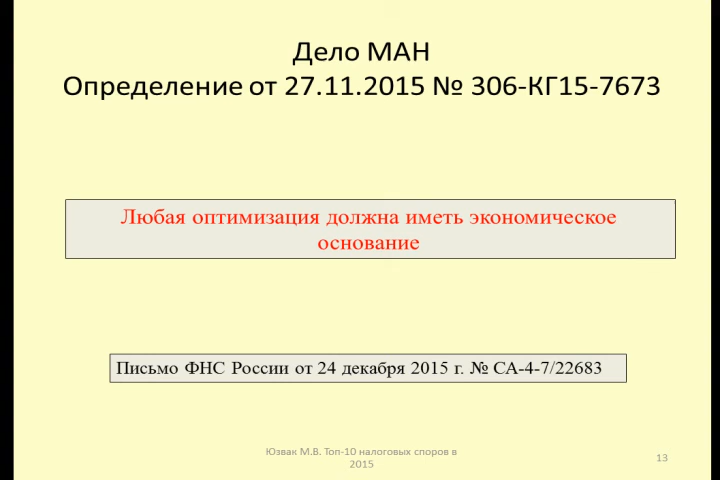 Дело МАН
Определение от 27.11.2015 № 306-КГ15-7673
Любая оптимизация должна иметь экономическое
основание
Письмо ФНС России от 24 декабря 2015 г. № СА-4-7/22683
Юзвак М.В. Топ-10 налоговых споров в
2015
13